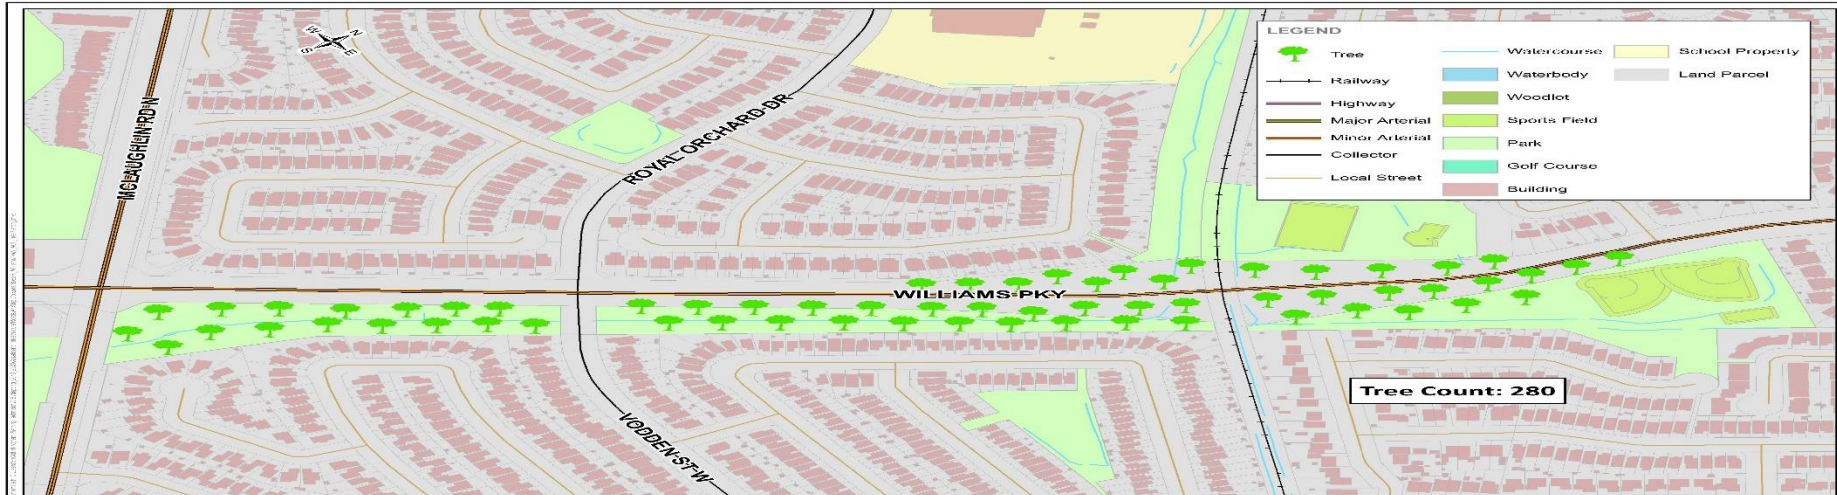 MCLAUGHLIN RD N
W
N
S
E
ROYAL ORCHARD DR
WILLIAMS PKY
VODDEN ST W
LEGEND
Tree
Railway
Highway
Major Arterial
Minor Arterial
Collector
Local Street
Watercourse
Waterbody
Woodlot
Sports Field
Park
Golf Course
Building
School Property
Land Parcel
Tree Count: 280